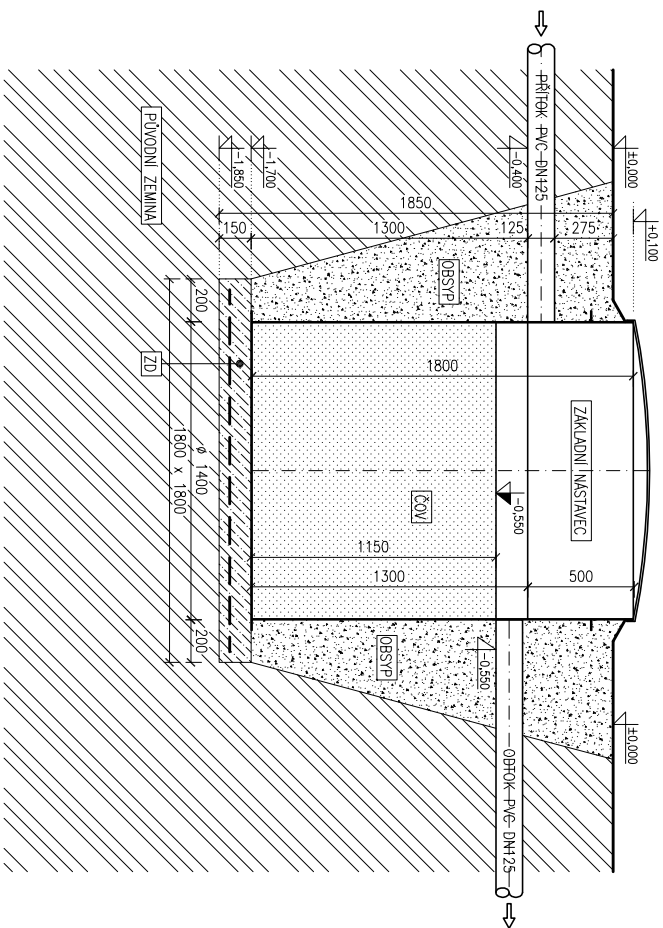 +0,100
±0,000
±0,000
PŘÍTOK PVC DN125
-0,400
275
125
1300
150
1850
-1,700
-1,850
PŮVODNÍ ZEMINA
OBSYP
ZÁKLADNÍ NÁSTAVEC
500
1800
-0,550
ČOV
1150
1300
OBSYP
-0,550
ODTOK PVC DN125
200
ø 1400
200
1800 x 1800
ZD